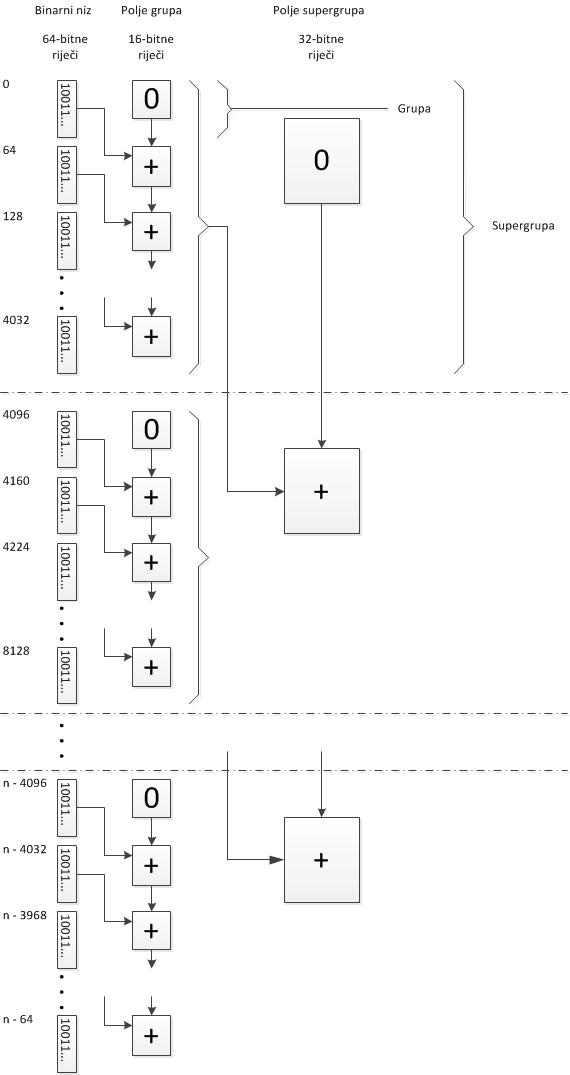 Binarni niz
Polje grupa
Polje supergrupa
64-bitne
riječi
16-bitne
riječi
32-bitne
riječi
0
10011...
0
Grupa
0
64
10011...
+
128
10011...
+
Supergrupa
4032
10011...
+
4096
10011...
0
4160
10011...
+
+
4224
10011...
+
8128
10011...
+
n - 4096
10011...
0
n - 4032
10011...
+
+
n - 3968
10011...
+
n - 64
10011...
+